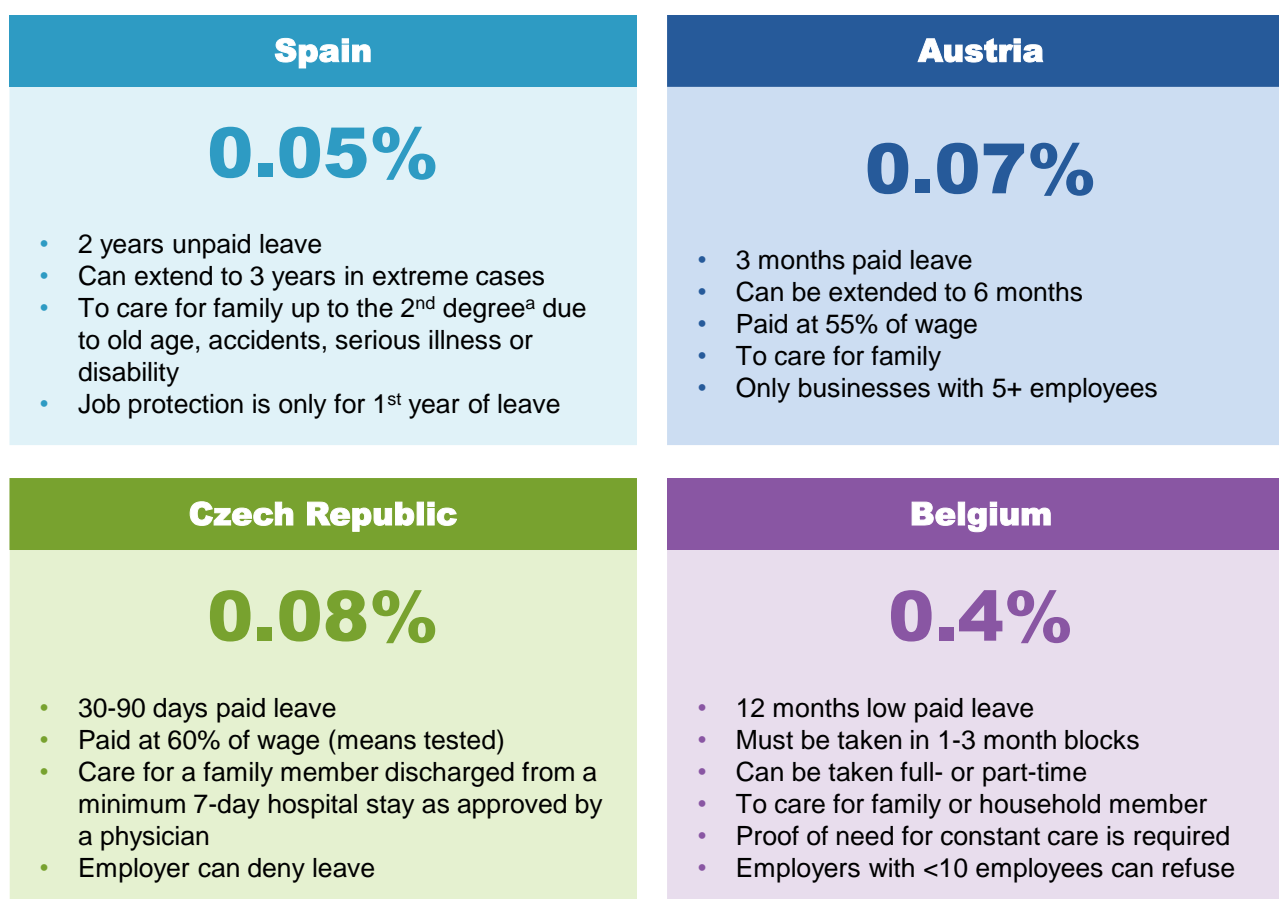 Spain
0.05%
• 2 years unpaid leave
• Can extend to 3 years in extreme cases
• To care for family up to the 2nd degreea due
to old age, accidents, serious illness or
disability
• Job protection is only for 1st year of leave
Austria
0.07%
• 3 months paid leave
• Can be extended to 6 months
• Paid at 55% of wage
• To care for family
• Only businesses with 5+ employees
Czech Republic
0.08%
• 30-90 days paid leave
• Paid at 60% of wage (means tested)
• Care for a family member discharged from a
minimum 7-day hospital stay as approved by
a physician
• Employer can deny leave
Belgium
0.4%
• 12 months low paid leave
• Must be taken in 1-3 month blocks
• Can be taken full- or part-time
• To care for family or household member
• Proof of need for constant care is required
• Employers with <10 employees can refuse